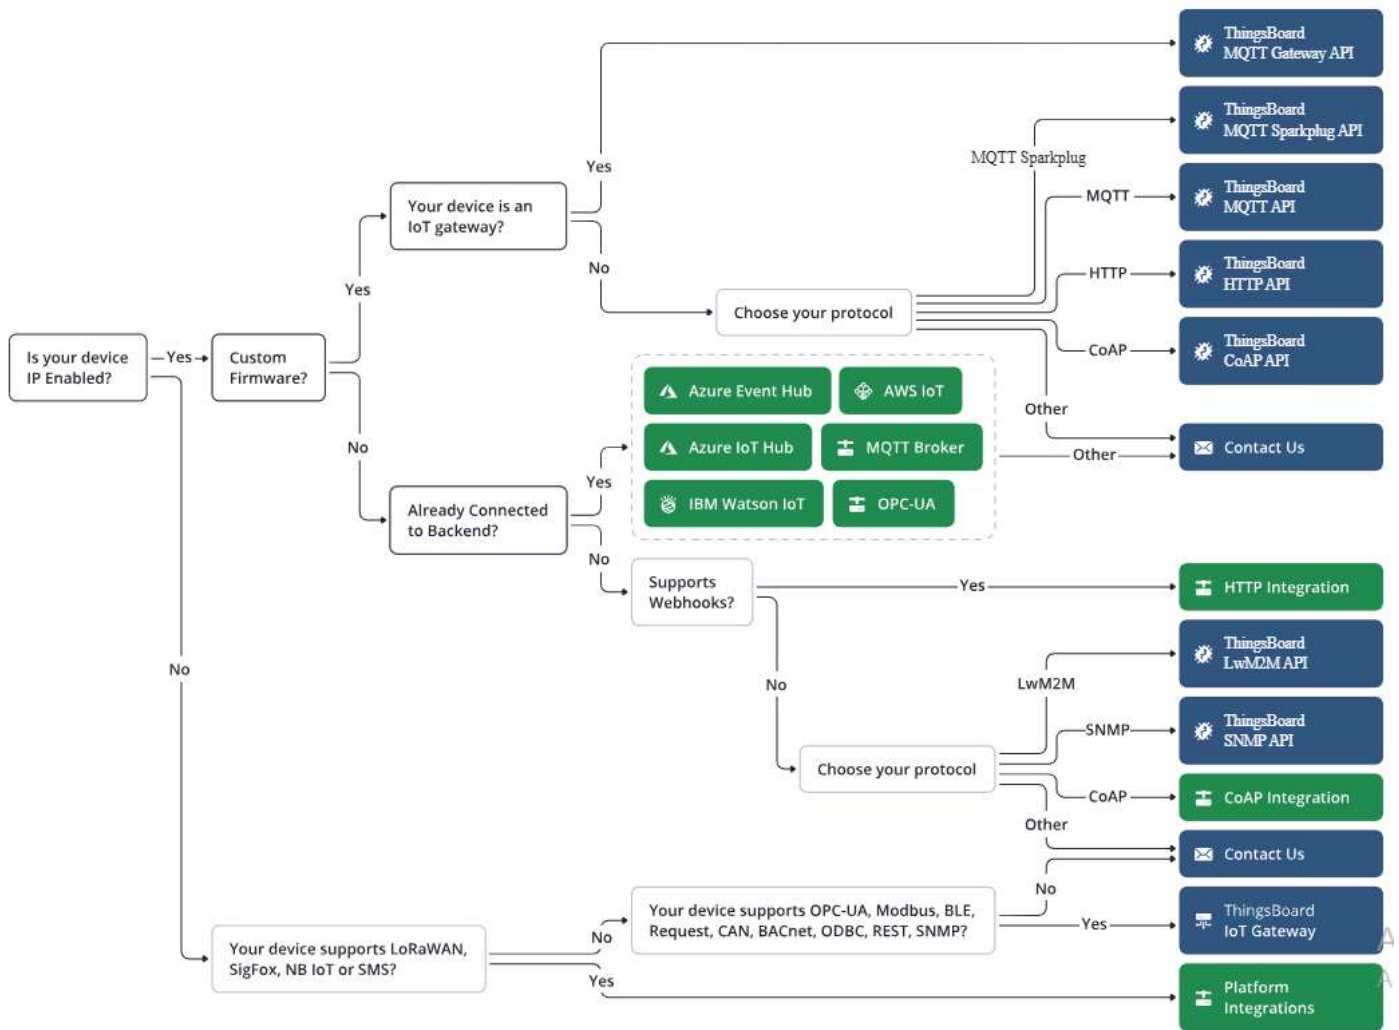 ThingsBoard
MQTT Gateway API
ThingsBoard
MQTT Sparkplug API
MQTT Sparkplug
Yes
Your device is an
IoT gateway?
MQTT
ThingsBoard
MQTT API
No
HTTP
ThingsBoard
HTTP API
Yes
Choose your protocol
Is your device
IP Enabled?
Yes
Custom
Firmware?
CoAP
ThingsBoard
CoAP API
Azure Event Hub
AWS IoT
Other
No
Azure IoT Hub
MQTT Broker
Other
Contact Us
Yes
IBM Watson IoT
OPC-UA
Already Connected
to Backend?
No
Supports
Webhooks?
Yes
HTTP Integration
No
No
LwM2M
ThingsBoard
LwM2M API
SNMP
ThingsBoard
SNMP API
Choose your protocol
CoAP
CoAP Integration
Other
Contact Us
No
Your device supports OPC-UA, Modbus, BLE,
Request, CAN, BACnet, ODBC, REST, SNMP?
Yes
ThingsBoard
IoT Gateway
Your device supports LoRaWAN,
SigFox, NB IoT or SMS?
No
Yes
Platform
Integrations